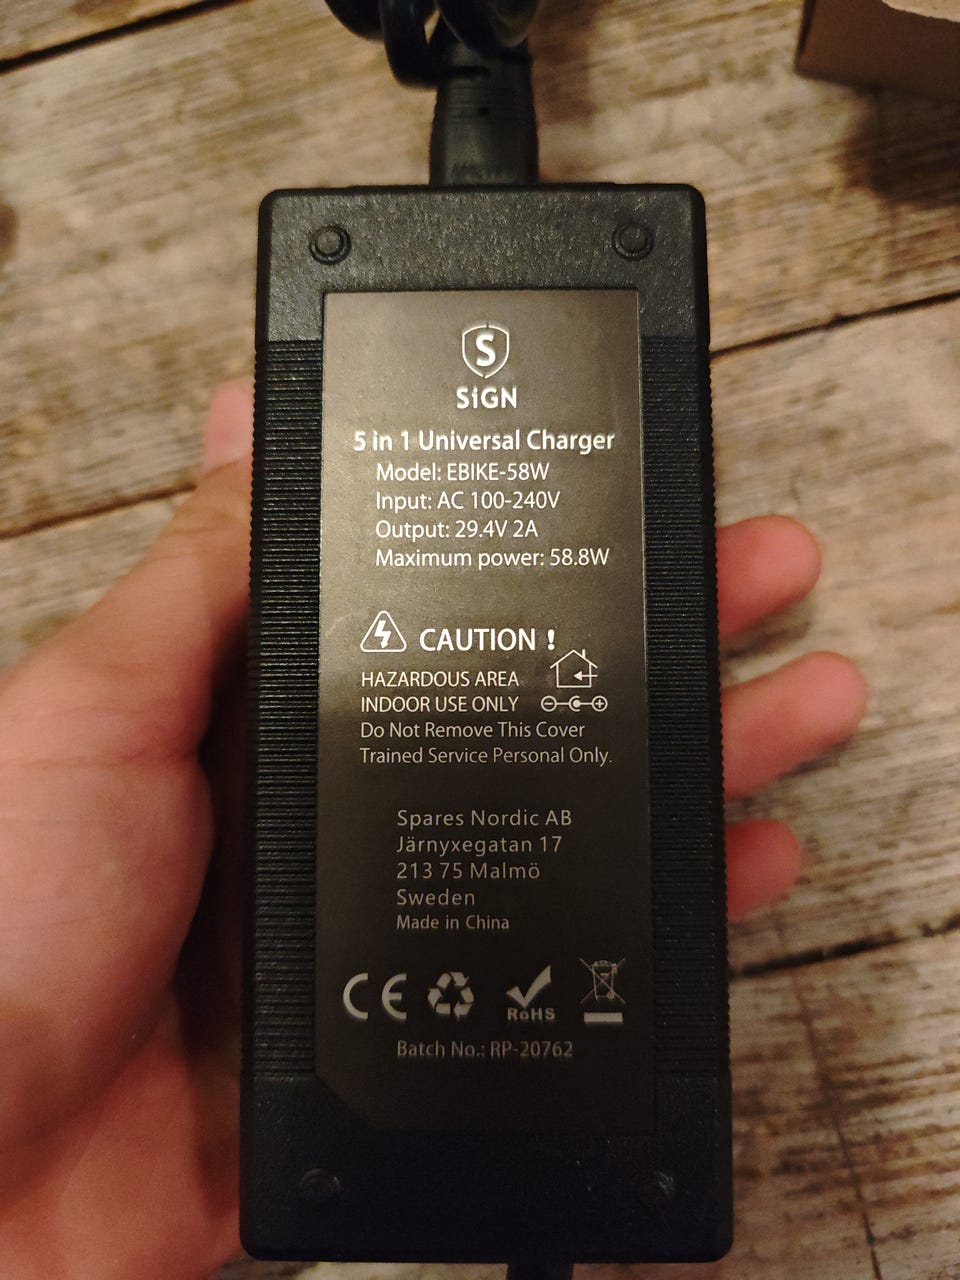 S
SiGN
5 in 1 Universal Charger
Model: EBIKE-58W
Input: AC 100-240V
Output: 29.4V 2A
Maximum power: 58.8W
CAUTION !
HAZARDOUS AREA
INDOOR USE ONLY
Do Not Remove This Cover
Trained Service Personal Only.
Spares Nordic AB
Järnyxegatan 17
213 75 Malmö
Sweden
Made in China
CE
RoHS
Batch No.: RP-20762